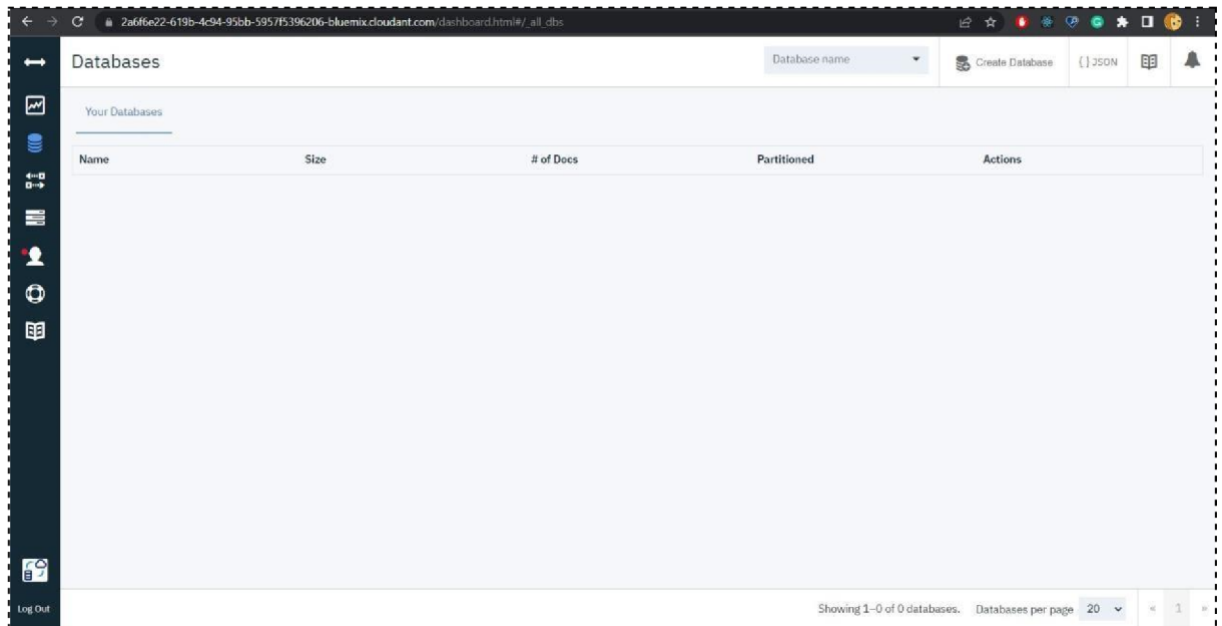 2a6f6e22-619b-4c94-95bb-5957f5396206-bluemix.cloudant.com/dashboard.html#/_all_dbs
Databases
Database name
Create Database
{ } JSON
Your Databases
Name Size # of Docs Partitioned Actions
Log Out
Showing 1–0 of 0 databases. Databases per page 20 « 1 »